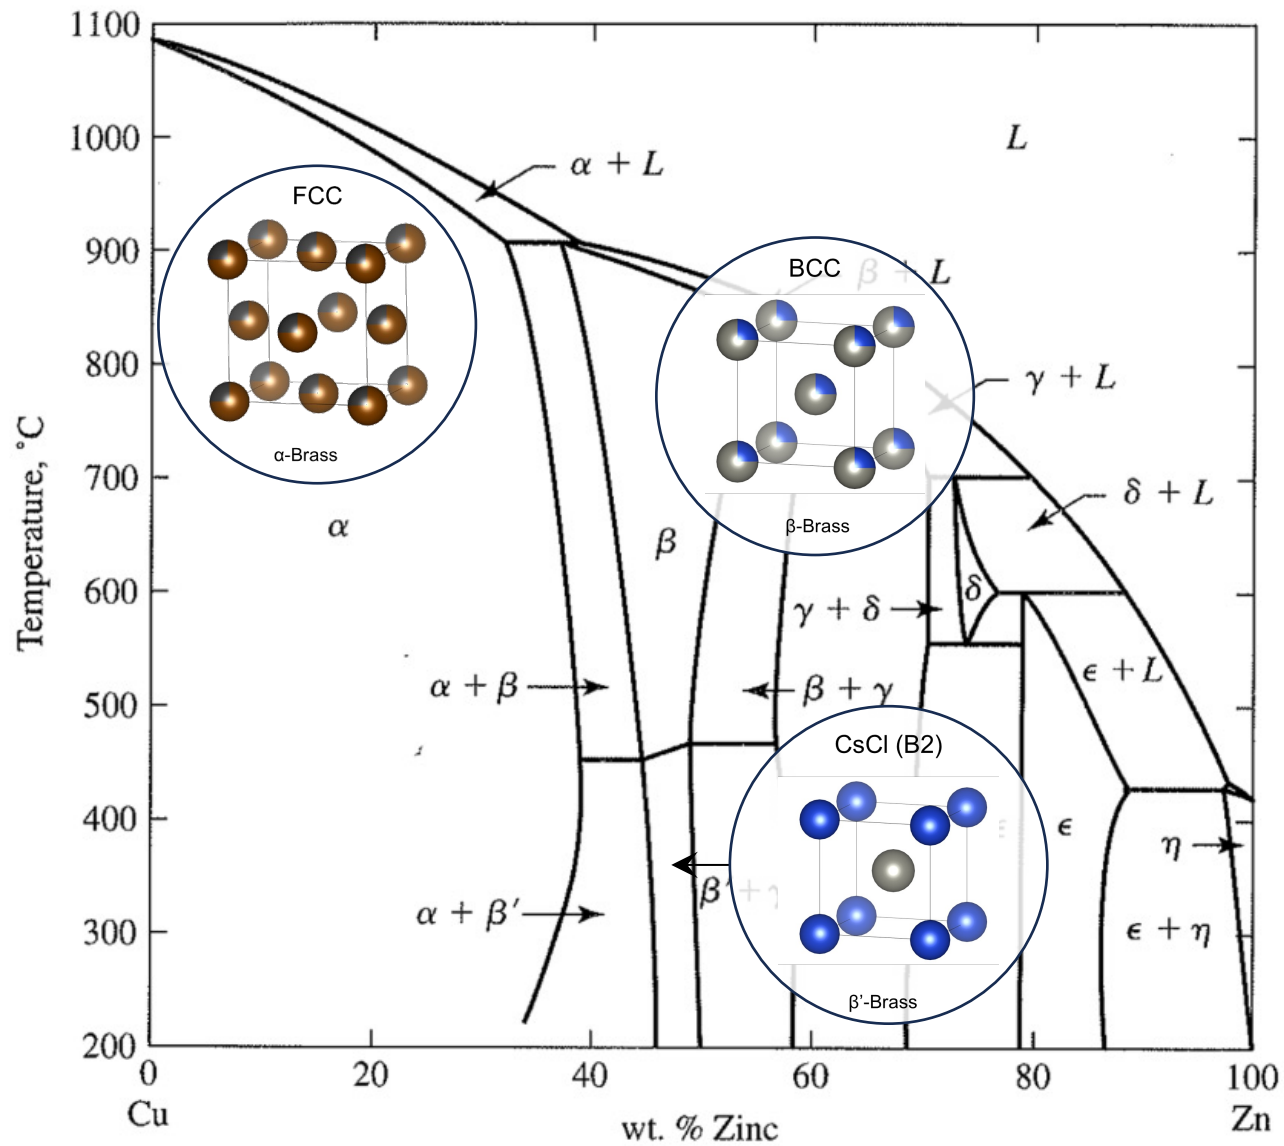 1100
1000
900
800
700
600
500
400
300
200
Temperature, °C
0
20
40
60
80
100
Cu
wt. % Zinc
Zn
L
α + L
FCC
α-Brass
BCC
β + L
β-Brass
γ + L
δ + L
α
β
δ
γ + δ
α + β
β + γ
ϵ + L
CsCl (B2)
ϵ
η
α + β′
β′ + γ
ϵ + η
β’-Brass